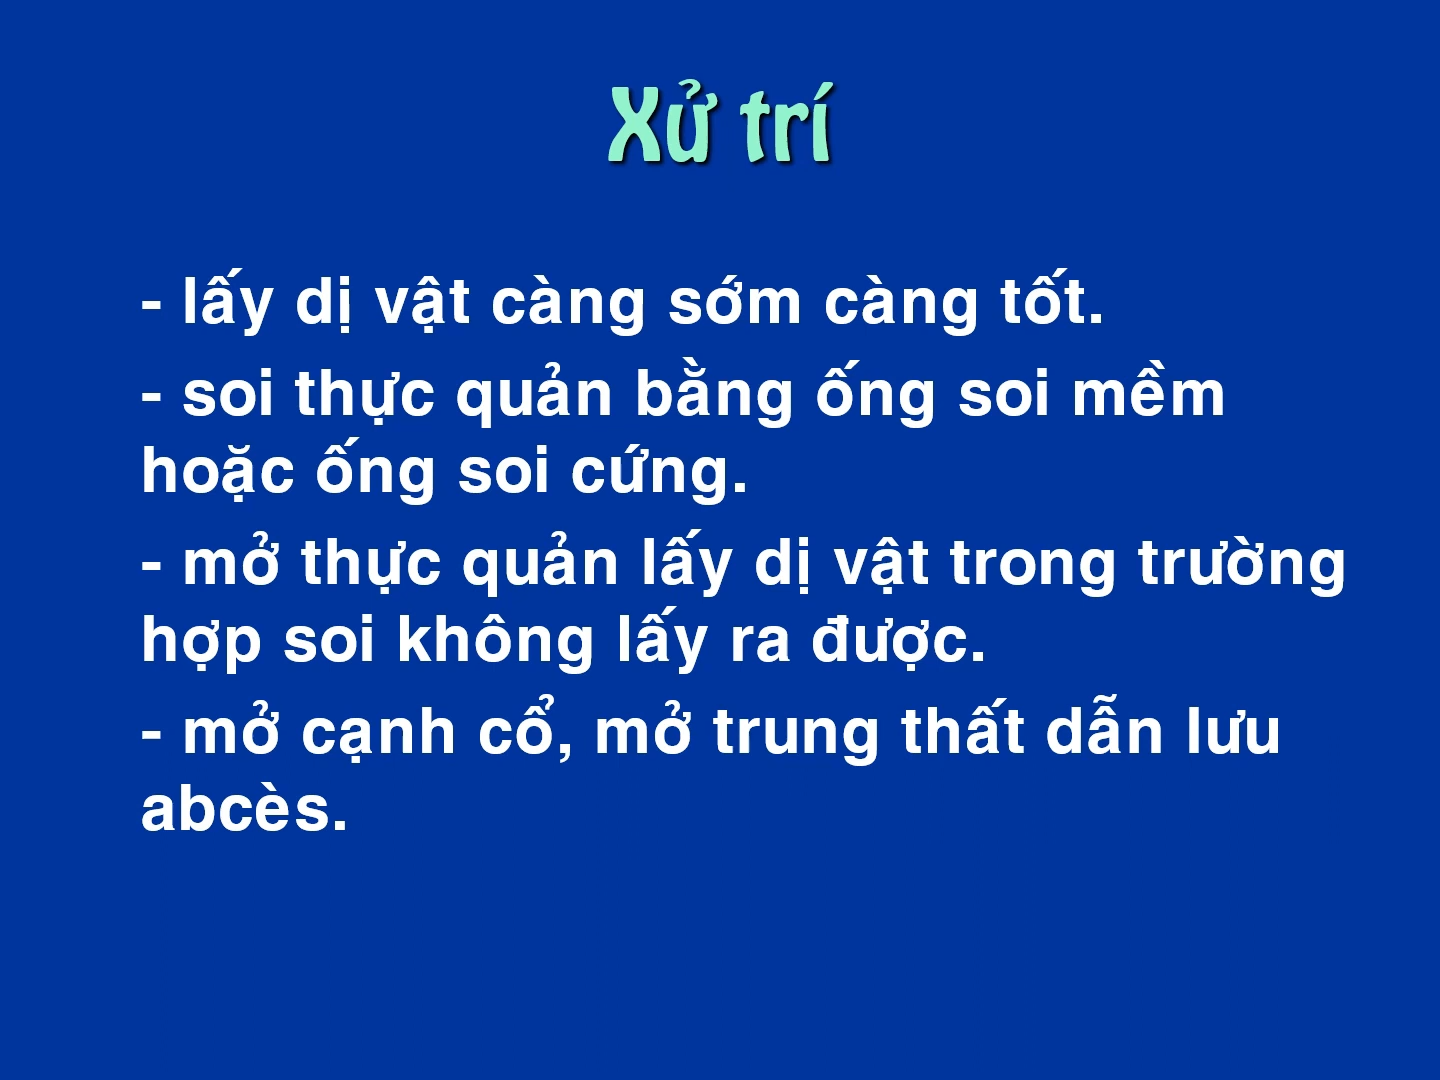 Xử trí
- lấy dị vật càng sớm càng tốt.
- soi thực quản bằng ống soi mềm
hoặc ống soi cứng.
- mở thực quản lấy dị vật trong trường
hợp soi không lấy ra được.
- mở cạnh cổ, mở trung thất dẫn lưu
abcès.